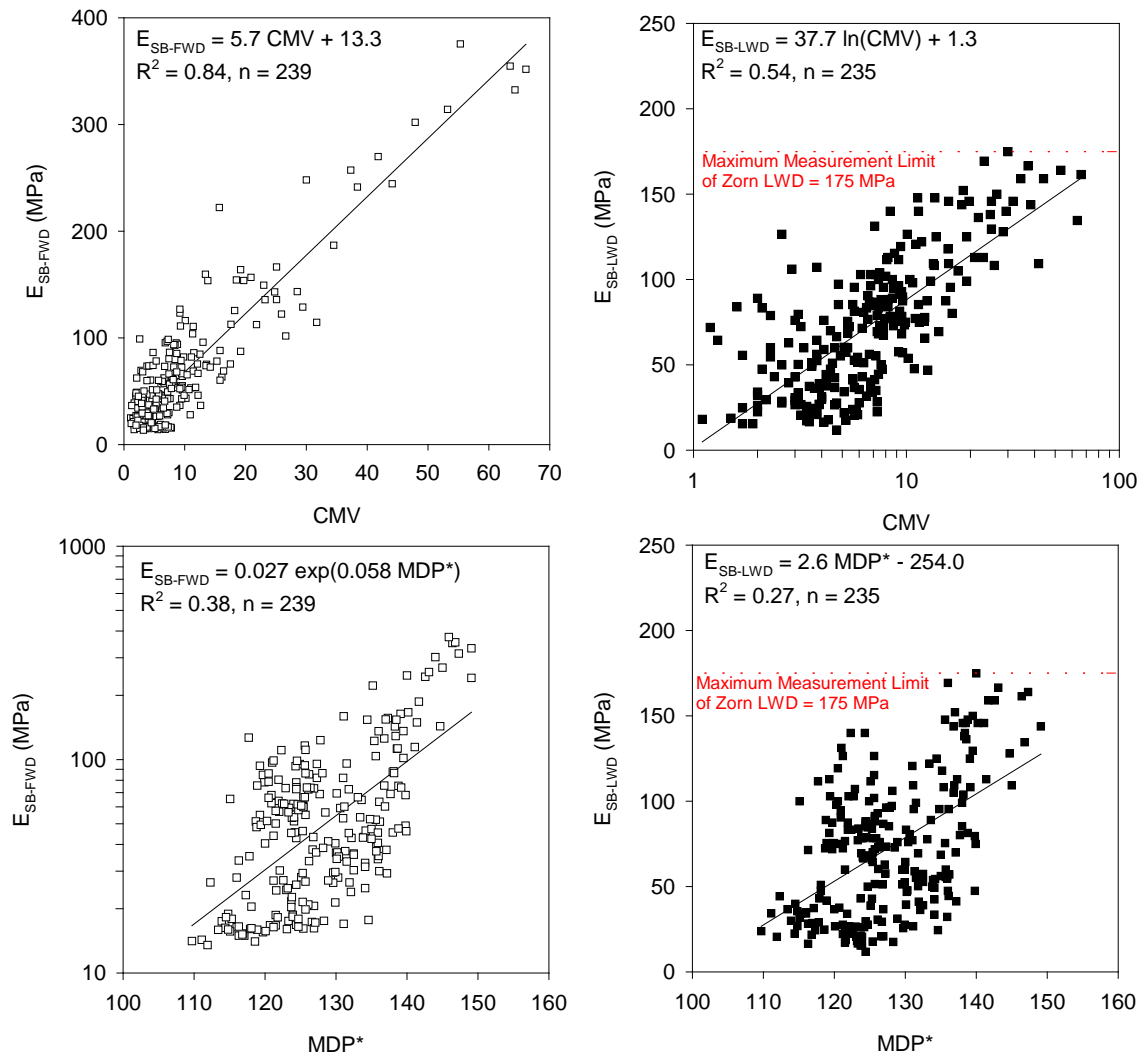 E_SB-FWD = 5.7 CMV + 13.3
R² = 0.84, n = 239
E_SB-FWD (MPa)
400
300
200
100
0
0 10 20 30 40 50 60 70
CMV
E_SB-LWD = 37.7 ln(CMV) + 1.3
R² = 0.54, n = 235
Maximum Measurement Limit
of Zorn LWD = 175 MPa
E_SB-LWD (MPa)
250
200
150
100
50
0
1 10 100
CMV
E_SB-FWD = 0.027 exp(0.058 MDP*)
R² = 0.38, n = 239
E_SB-FWD (MPa)
1000
100
10
100 110 120 130 140 150 160
MDP*
E_SB-LWD = 2.6 MDP* - 254.0
R² = 0.27, n = 235
Maximum Measurement Limit
of Zorn LWD = 175 MPa
E_SB-LWD (MPa)
250
200
150
100
50
0
100 110 120 130 140 150 160
MDP*